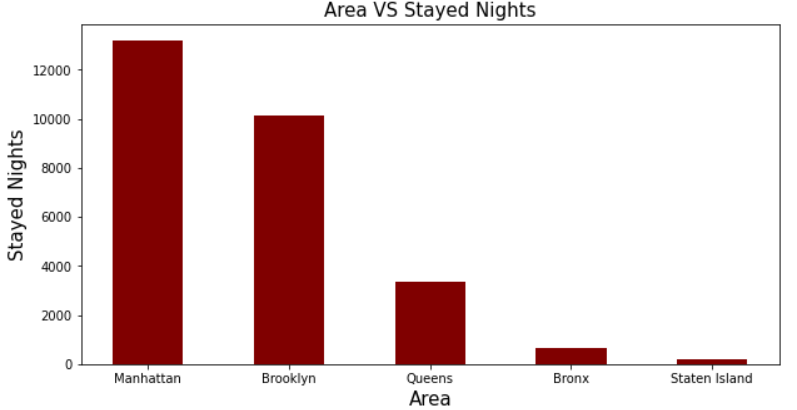 Area VS Stayed Nights
Stayed Nights
12000
10000
8000
6000
4000
2000
0
Manhattan Brooklyn Queens Bronx Staten Island
Area